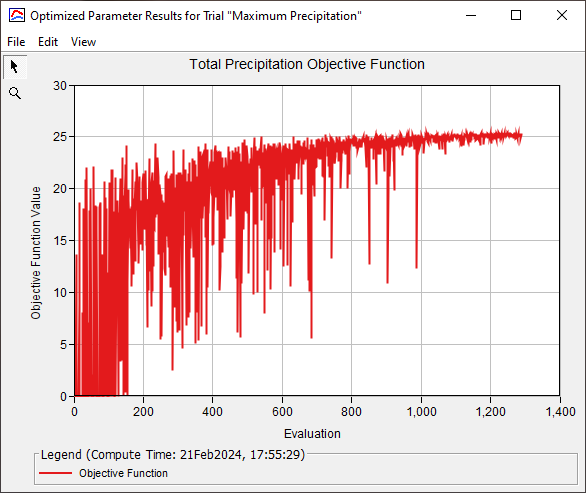 Optimized Parameter Results for Trial "Maximum Precipitation"
File Edit View
Total Precipitation Objective Function
30
25
20
15
10
5
0
Objective Function Value
0 200 400 600 800 1,000 1,200 1,400
Evaluation
Legend (Compute Time: 21Feb2024, 17:55:29)
Objective Function